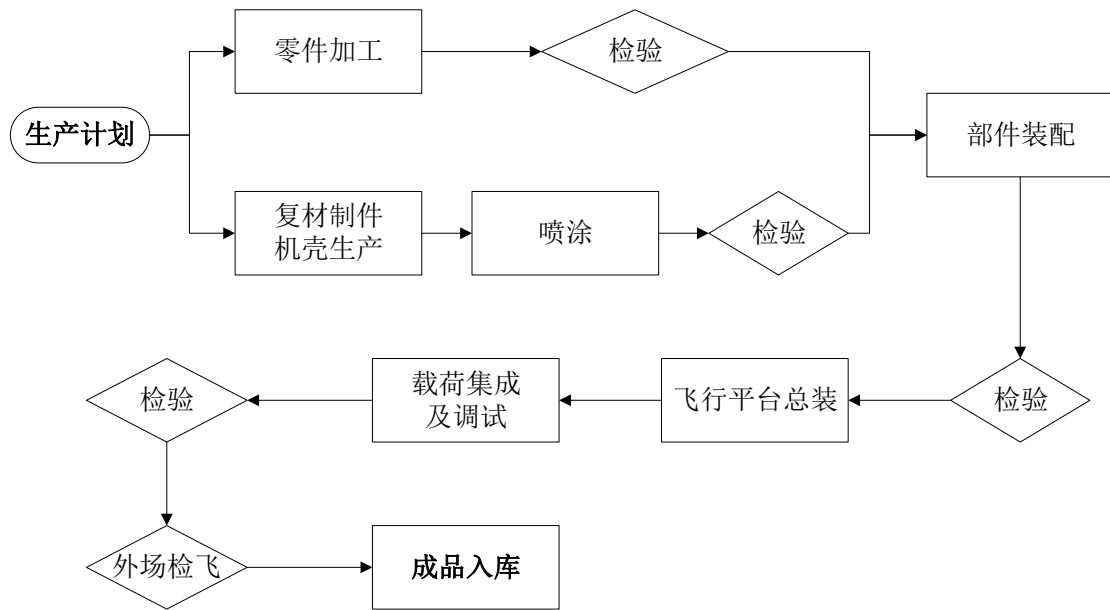 零件加工
检验
生产计划
部件装配
复材制件
机壳生产
喷涂
检验
检验
载荷集成
及调试
飞行平台总装
检验
外场检飞
成品入库